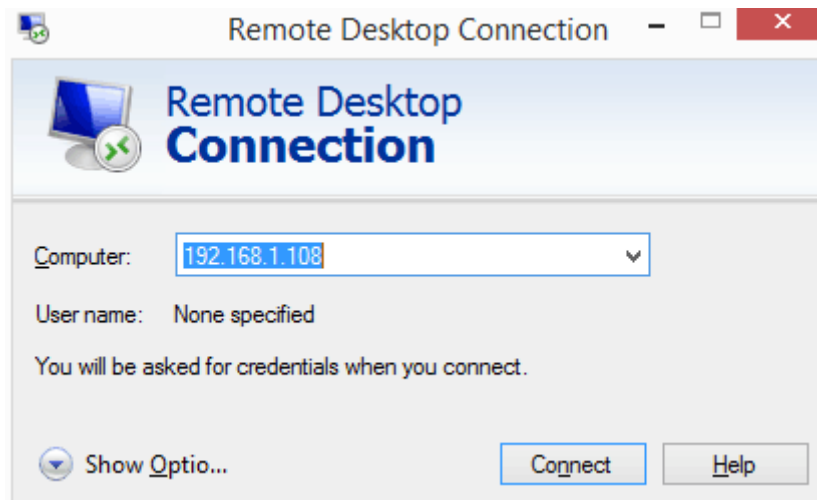 Remote Desktop Connection
Remote Desktop
Connection
Computer: 192.168.1.108
User name: None specified
You will be asked for credentials when you connect.
Show Optio... Connect Help